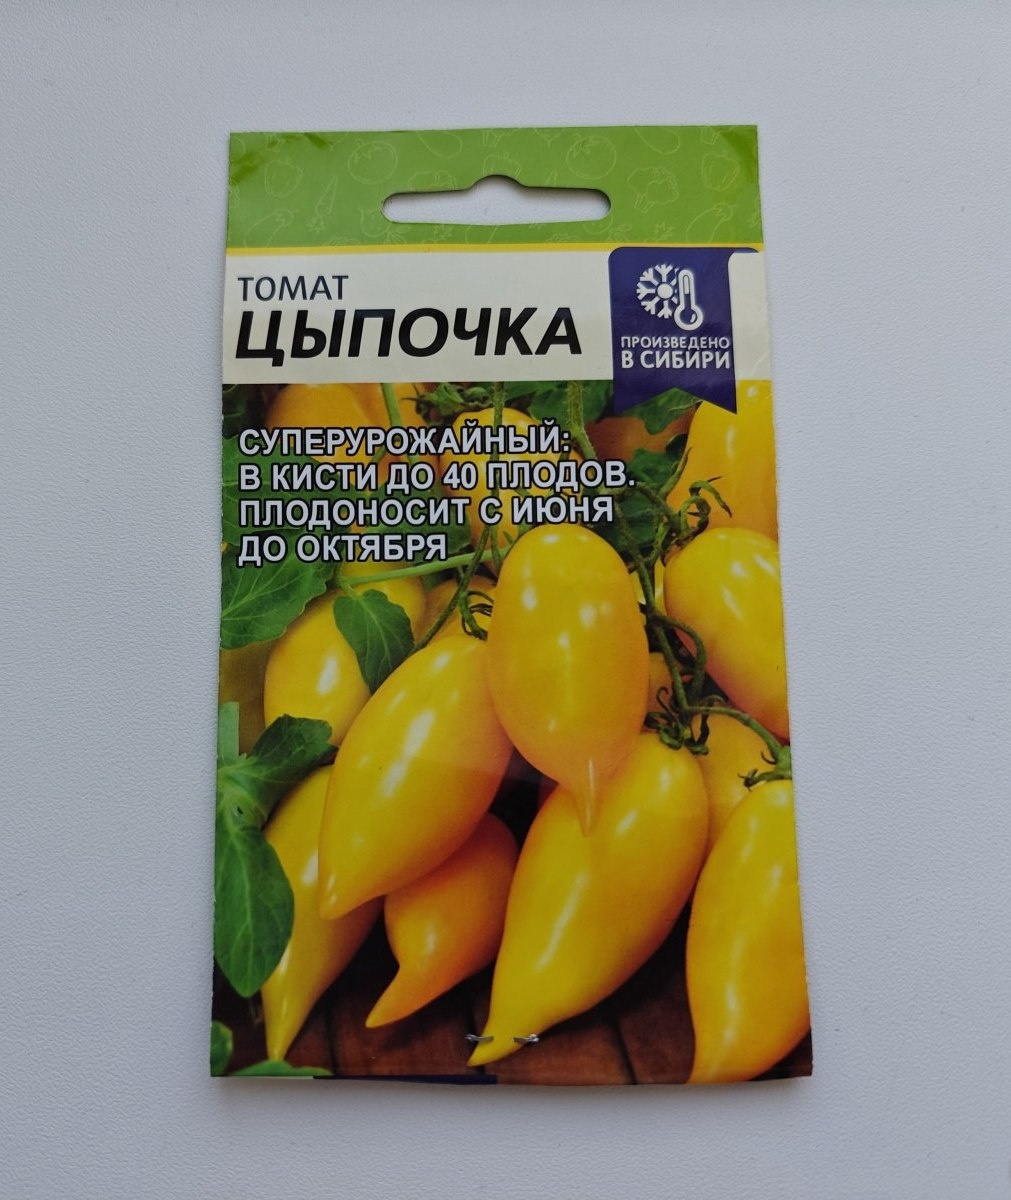 ТОМАТ
ЦЫПОЧКА
ПРОИЗВЕДЕНО
В СИБИРИ
СУПЕРУРОЖАЙНЫЙ:
В КИСТИ ДО 40 ПЛОДОВ.
ПЛОДОНОСИТ С ИЮНЯ
ДО ОКТЯБРЯ